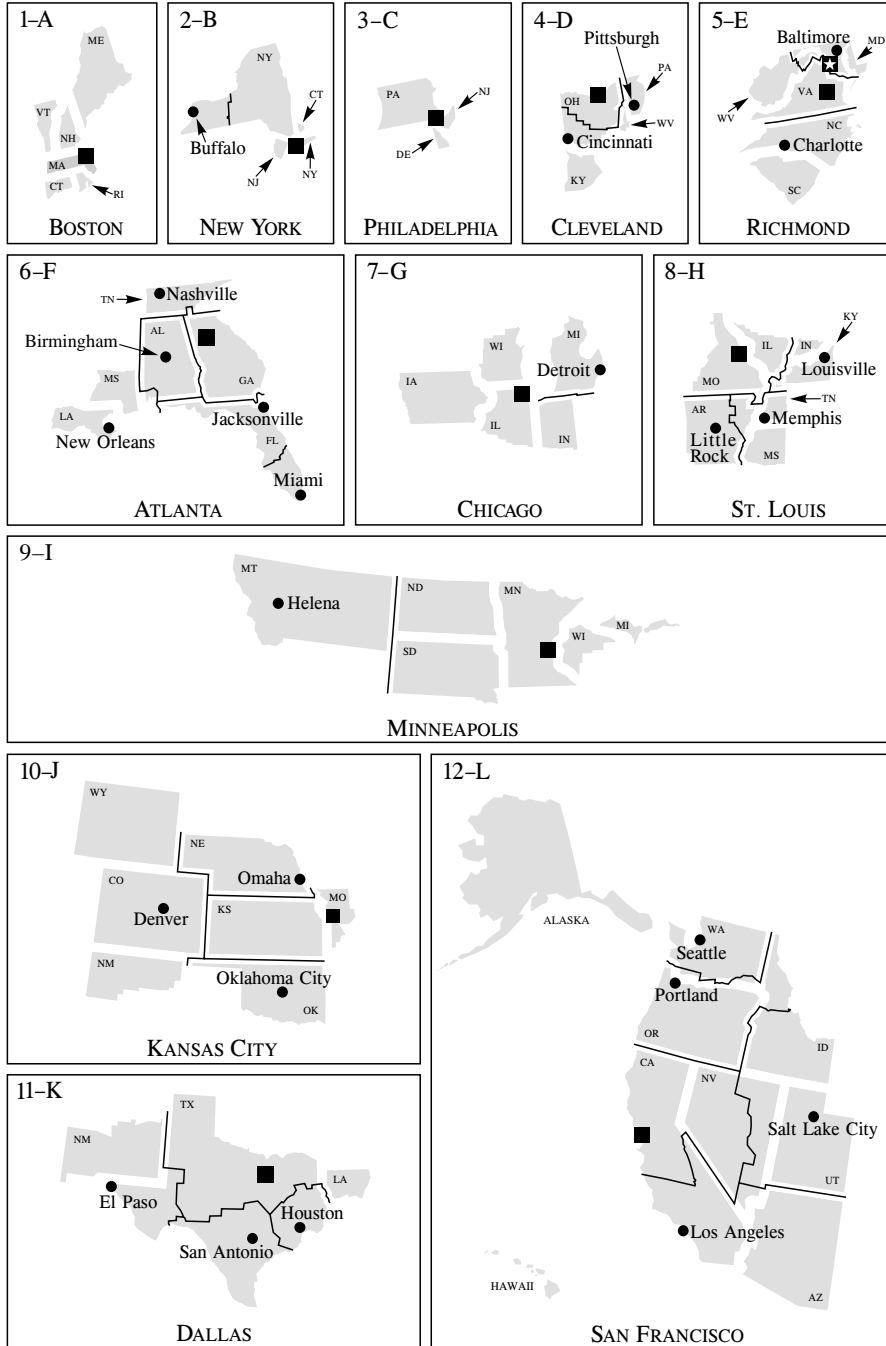 1–A
ME
VT
NH
MA
CT
RI
BOSTON
2–B
NY
Buffalo
CT
NJ
NY
NEW YORK
3–C
PA
NJ
DE
PHILADELPHIA
4–D
Pittsburgh
PA
OH
WV
Cincinnati
KY
CLEVELAND
5–E
Baltimore
MD
VA
WV
NC
Charlotte
SC
RICHMOND
6–F
TN
Nashville
AL
Birmingham
MS
GA
LA
Jacksonville
New Orleans
FL
Miami
ATLANTA
7–G
WI
MI
Detroit
IA
IL
IN
CHICAGO
8–H
KY
IL
IN
Louisville
MO
TN
AR
Memphis
Little
Rock
MS
ST. LOUIS
9–I
MT
ND
MN
Helena
WI
MI
SD
MINNEAPOLIS
10–J
WY
NE
CO
Omaha
MO
KS
Denver
NM
Oklahoma City
OK
KANSAS CITY
11–K
TX
NM
LA
El Paso
Houston
San Antonio
DALLAS
12–L
ALASKA
WA
Seattle
Portland
OR
ID
CA
NV
Salt Lake City
UT
Los Angeles
HAWAII
AZ
SAN FRANCISCO